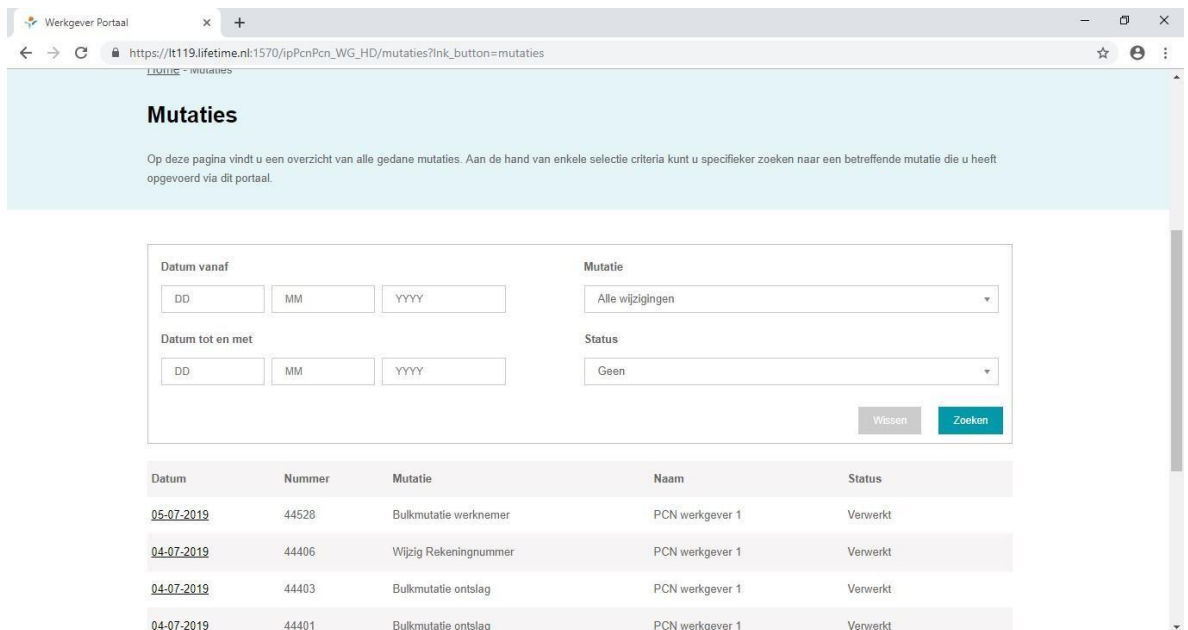 Werkgever Portaal
https://lt119.lifetime.nl:1570/ipPcnPcn_WG_HD/mutaties?lnk_button=mutaties
Home - Mutaties
Mutaties
Op deze pagina vindt u een overzicht van alle gedane mutaties. Aan de hand van enkele selectie criteria kunt u specifieker zoeken naar een betreffende mutatie die u heeft
opgevoerd via dit portaal.
Datum vanaf Mutatie
DD MM YYYY Alle wijzigingen
Datum tot en met Status
DD MM YYYY Geen
Wissen Zoeken
Datum Nummer Mutatie Naam Status
05-07-2019 44528 Bulkmutatie werknemer PCN werkgever 1 Verwerkt
04-07-2019 44406 Wijzig Rekeningnummer PCN werkgever 1 Verwerkt
04-07-2019 44403 Bulkmutatie ontslag PCN werkgever 1 Verwerkt
04-07-2019 44401 Bulkmutatie ontslag PCN werkgever 1 Verwerkt